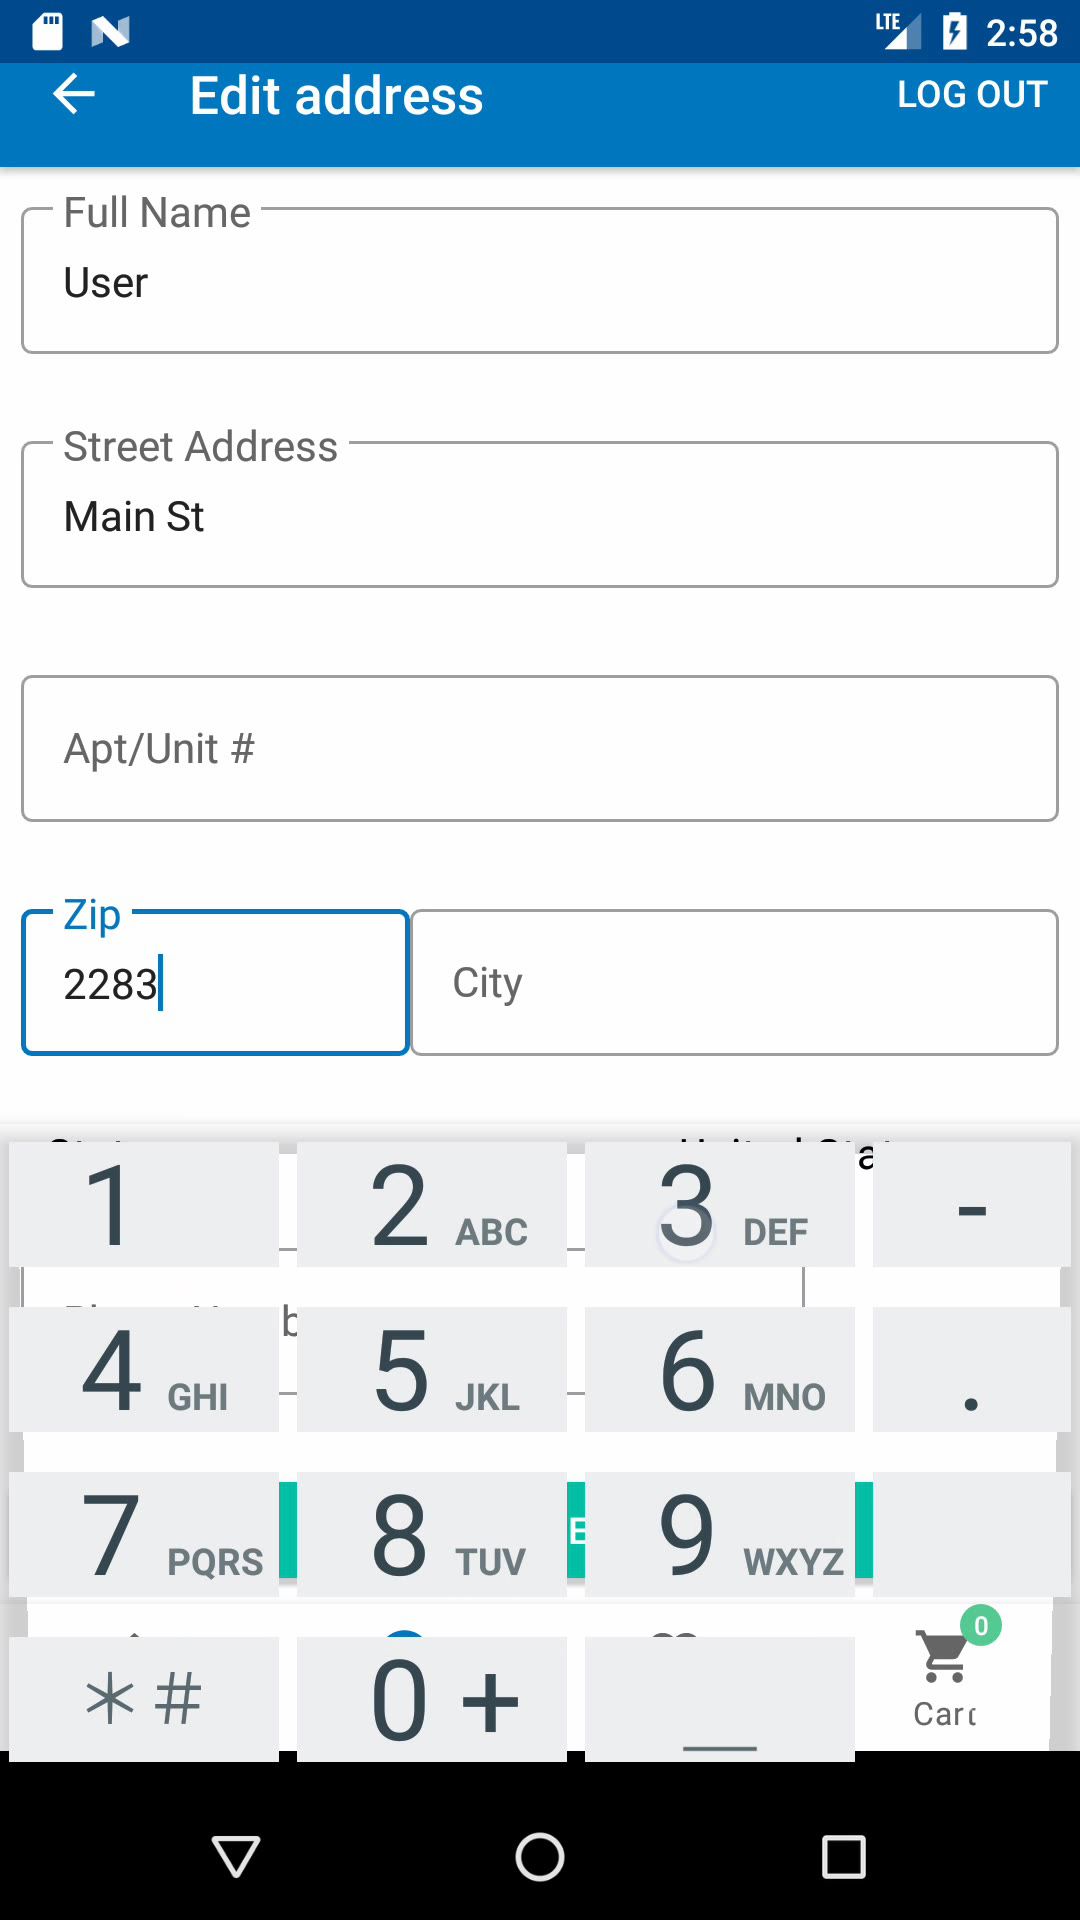 LTE 2:58
Edit address LOG OUT
Full Name
User
Street Address
Main St
Apt/Unit #
Zip
2283
City
1 2 ABC 3 DEF -
4 GHI 5 JKL 6 MNO .
7 PQRS 8 TUV 9 WXYZ
* # 0 + _
0